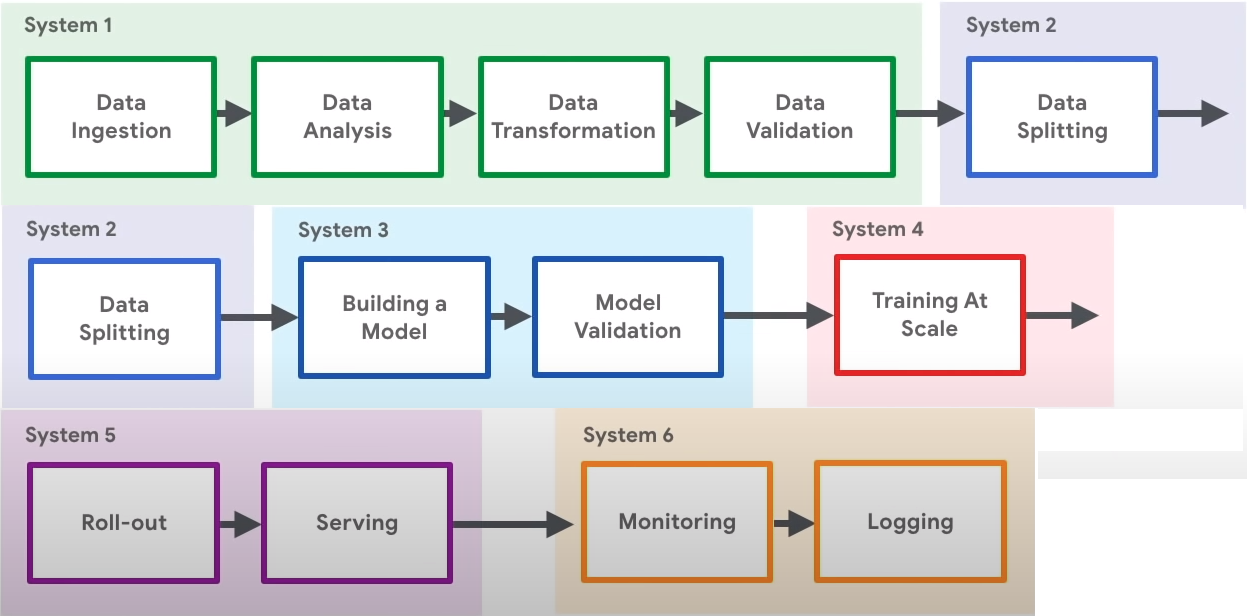 System 1
System 2
Data
Ingestion
Data
Analysis
Data
Transformation
Data
Validation
Data
Splitting
System 2
System 3
System 4
Data
Splitting
Building a
Model
Model
Validation
Training At
Scale
System 5
System 6
Roll-out
Serving
Monitoring
Logging